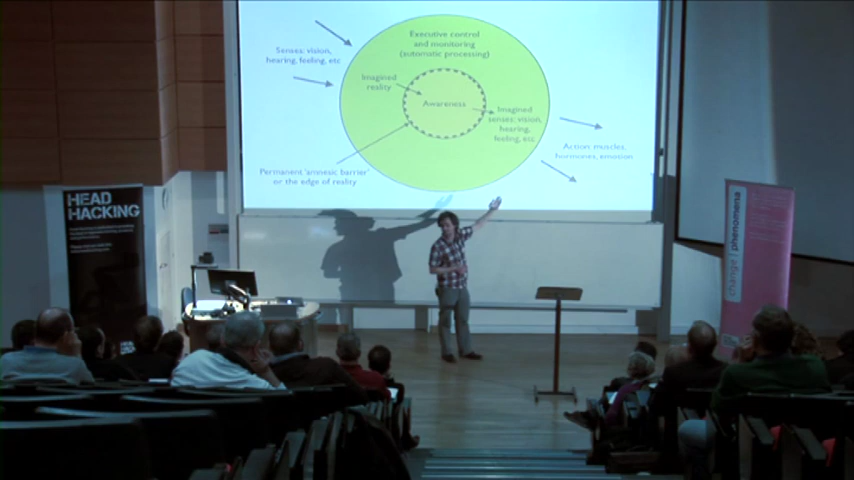 Executive control
and monitoring
(automatic processing)
Senses: vision,
hearing, feeling, etc
Imagined
reality
Awareness
Imagined
senses: vision,
hearing,
feeling, etc.
Action: muscles,
hormones, emotion
Permanent 'amnesic barrier'
or the edge of reality
HEAD
HACKING
change | phenomena